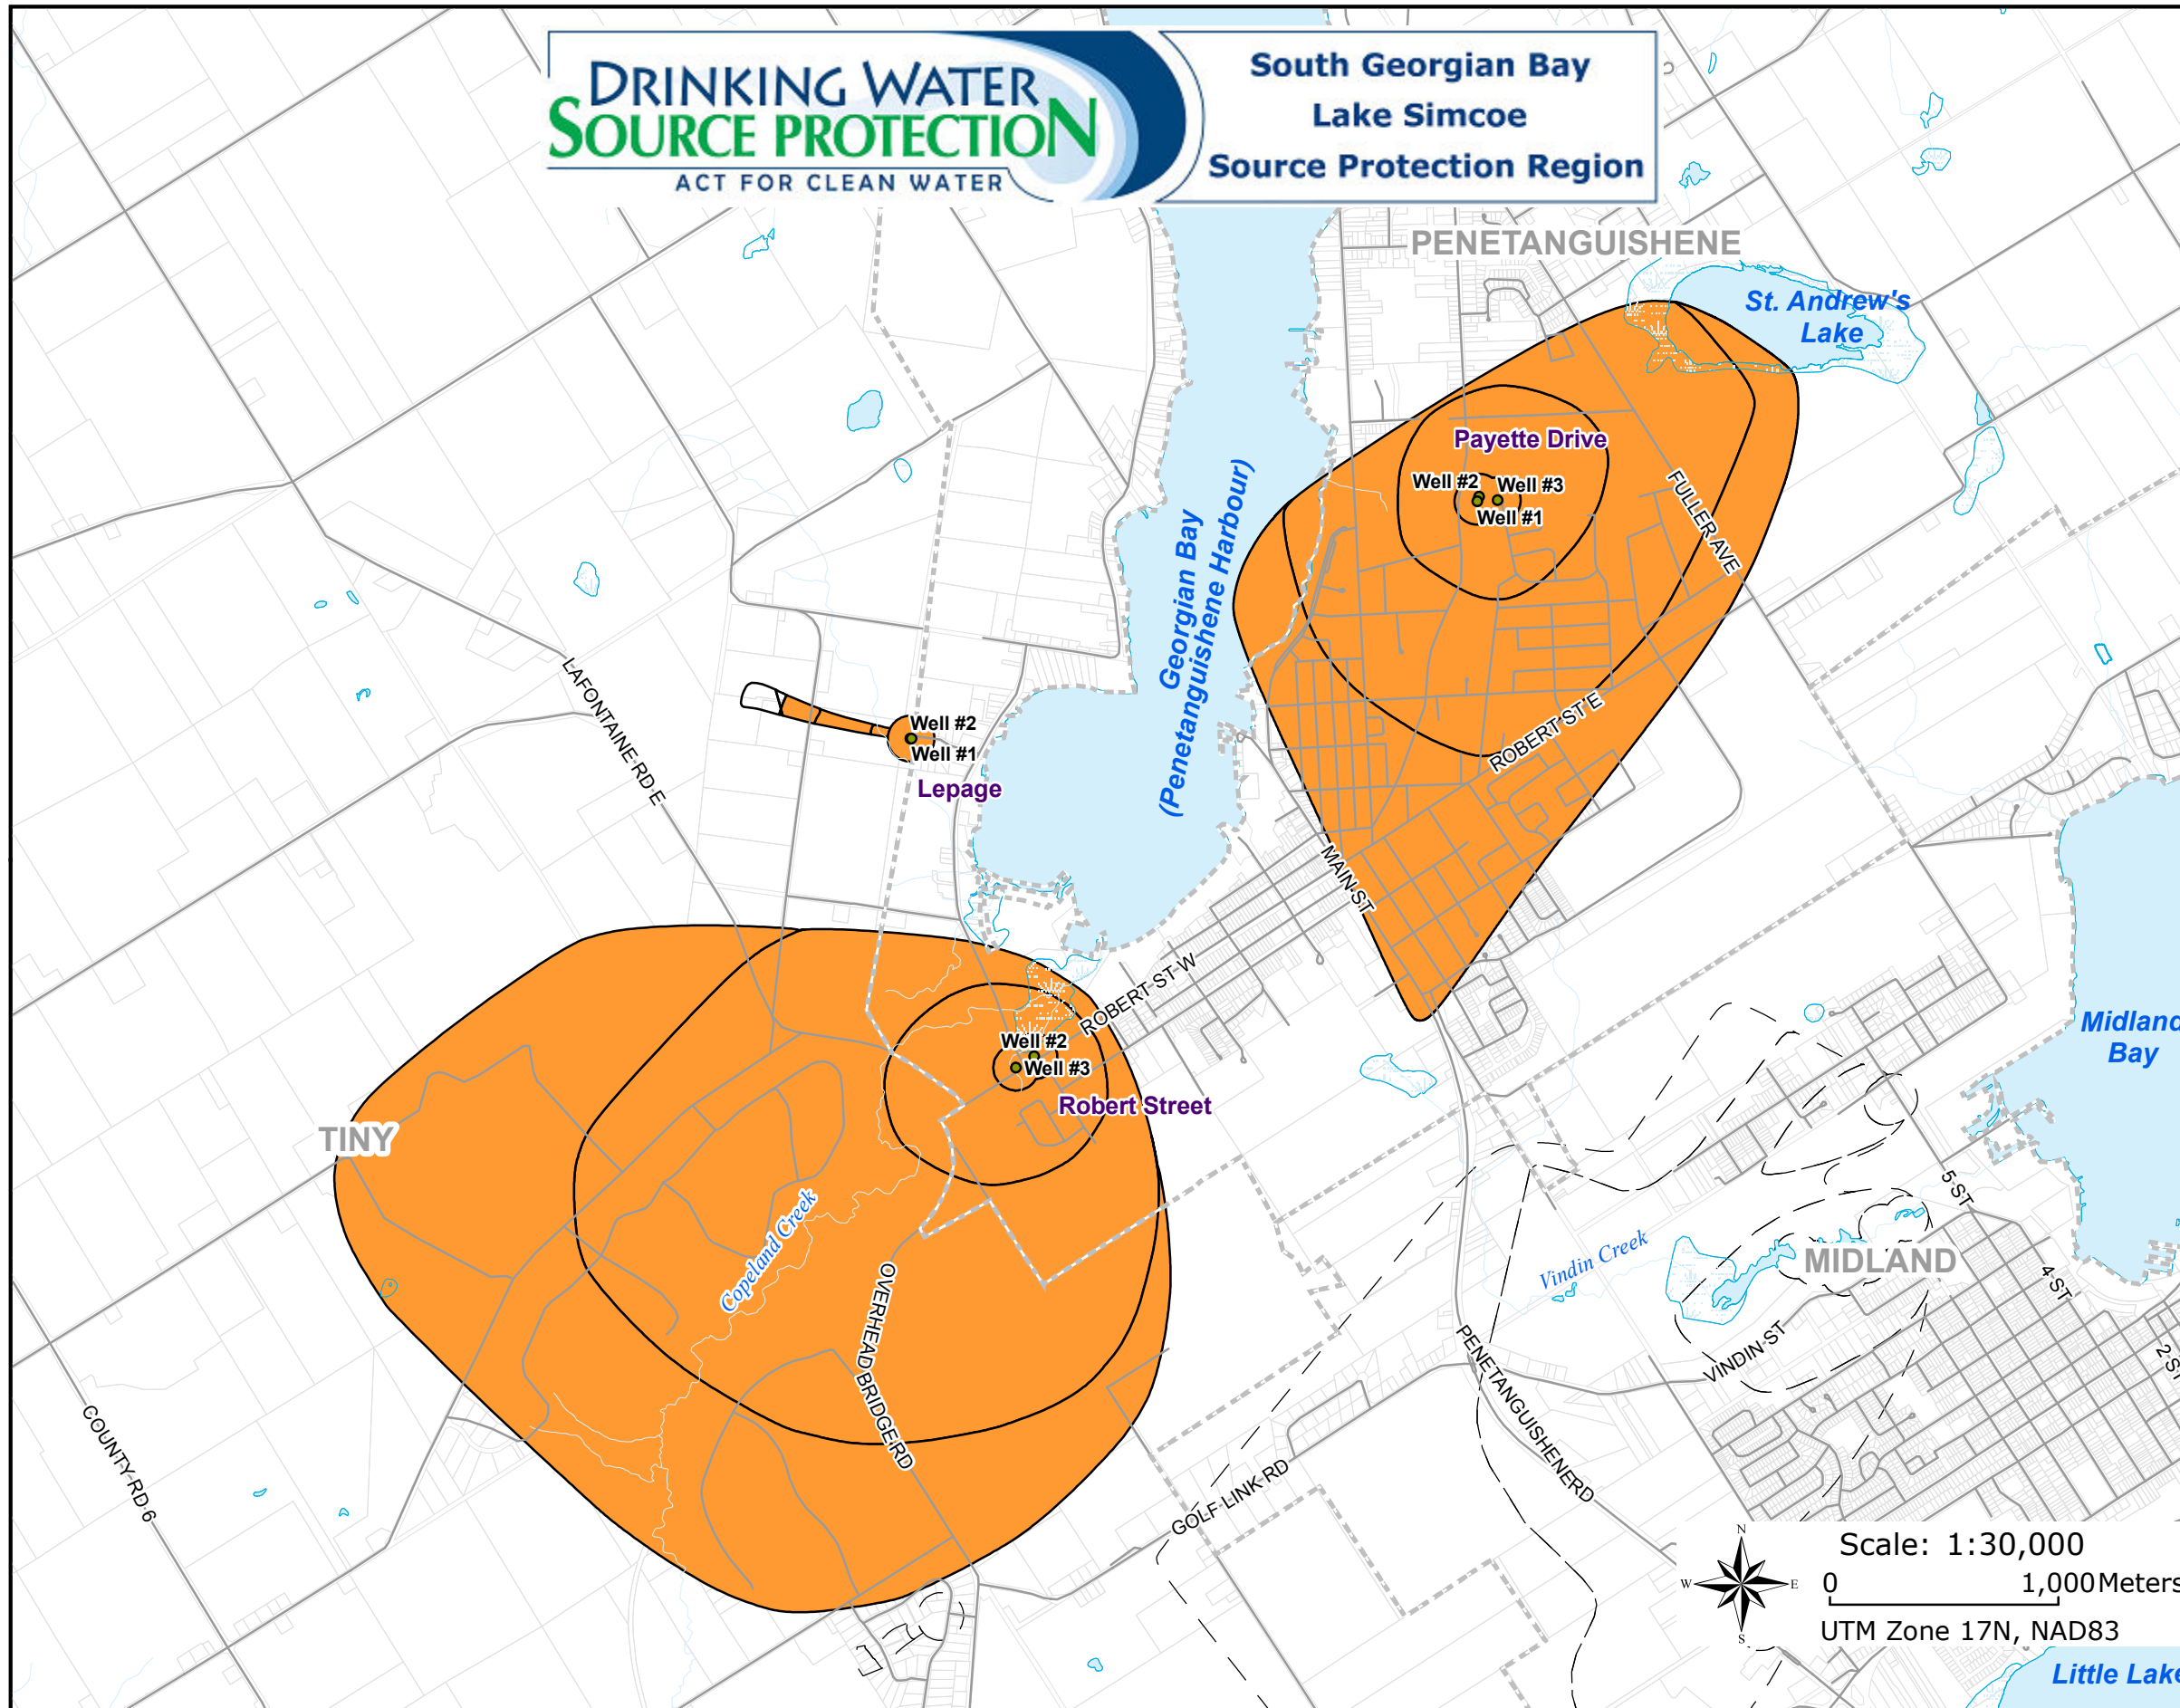 DRINKING WATER
SOURCE PROTECTION
ACT FOR CLEAN WATER
South Georgian Bay
Lake Simcoe
Source Protection Region
PENETANGUISHENE
St. Andrew's
Lake
Payette Drive
Well #2
Well #3
Well #1
FULLER AVE
Georgian Bay
(Penetanguishene Harbour)
LAFONTAINE RD E
Well #2
Well #1
Lepage
ROBERT ST E
MAIN ST
ROBERT ST W
Midland
Bay
Well #2
Well #3
Robert Street
TINY
Copeland Creek
OVERHEAD BRIDGE RD
Vindin Creek
MIDLAND
5 ST
4 ST
2 ST
VINDIN ST
PENETANGUISHENE RD
GOLF LINK RD
COUNTY RD 6
N
W
E
S
Scale: 1:30,000
0 1,000 Meters
UTM Zone 17N, NAD83
Little Lake